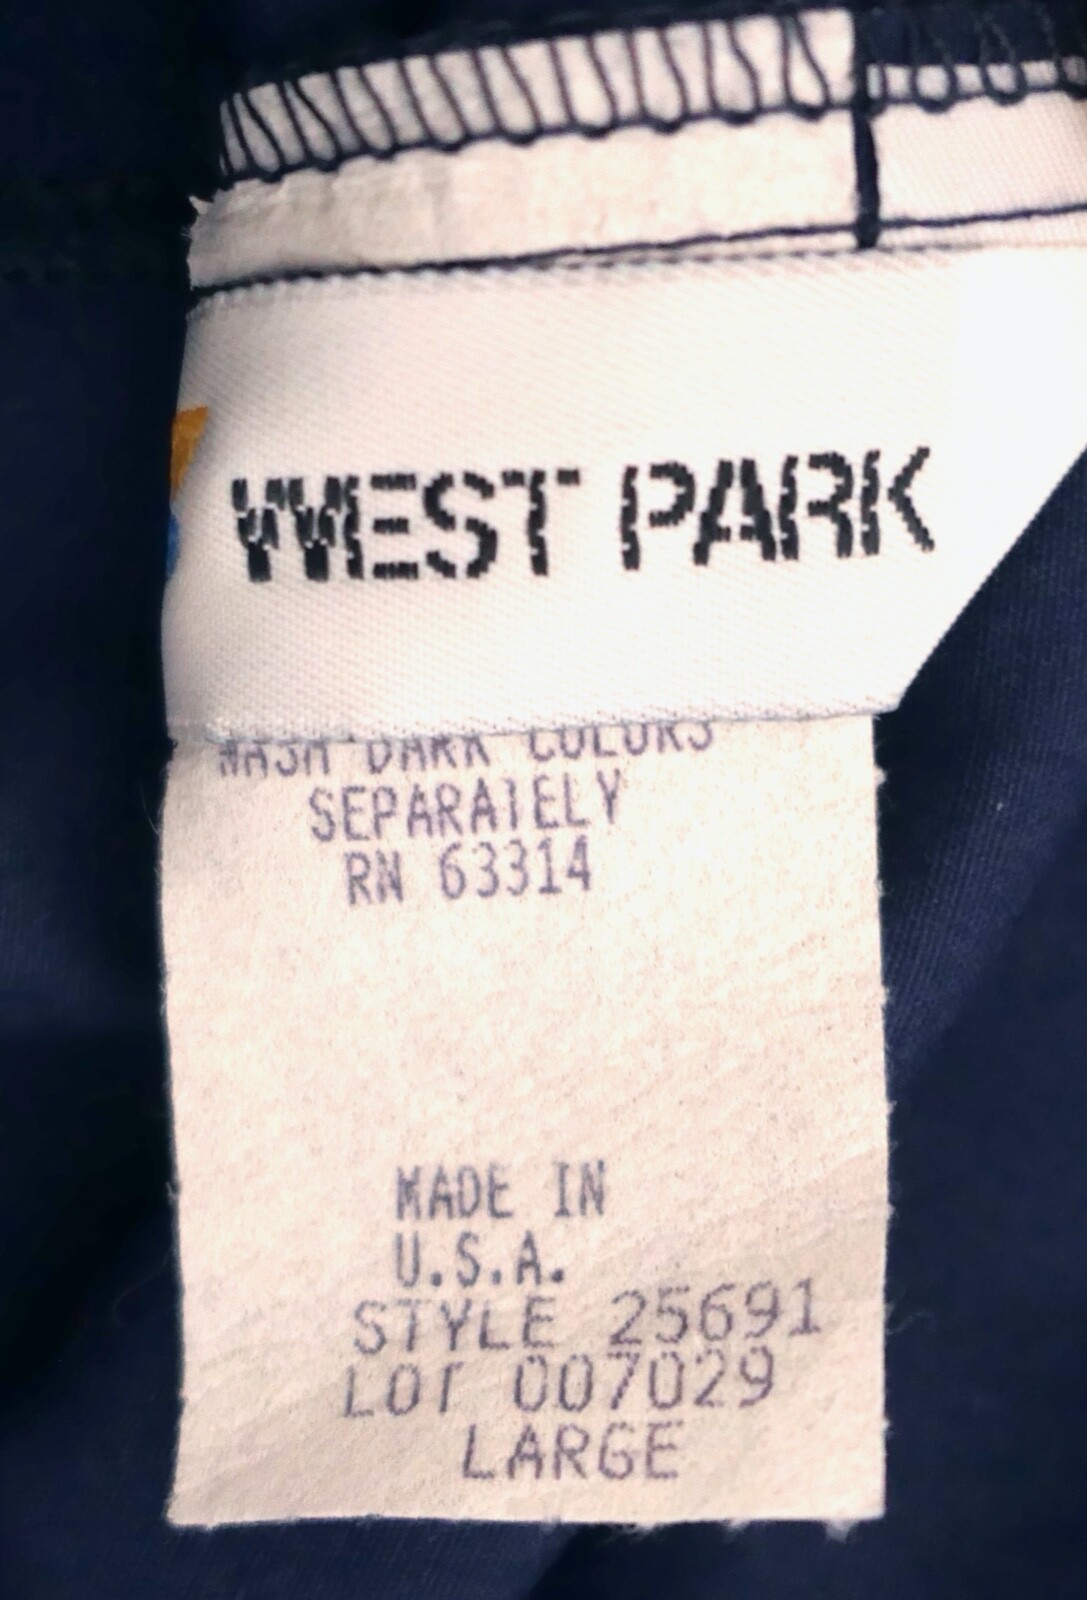 WEST PARK
WASH DARK COLORS
SEPARATELY
RN 63314
MADE IN
U.S.A.
STYLE 25691
LOT 007029
LARGE